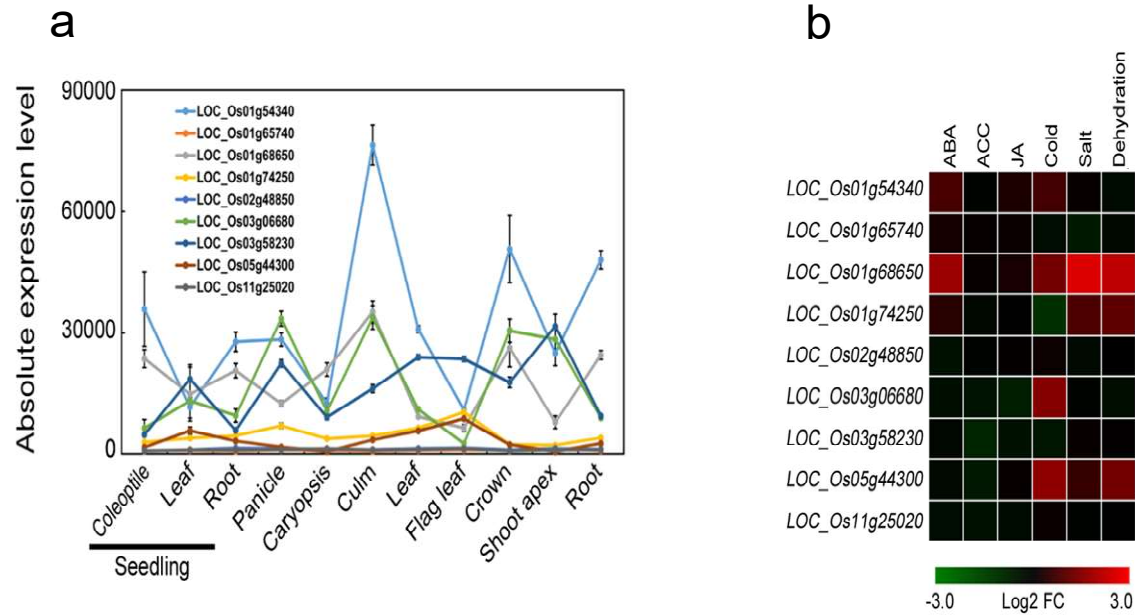 a
Absolute expression level
90000
60000
30000
0
LOC_Os01g54340
LOC_Os01g65740
LOC_Os01g68650
LOC_Os01g74250
LOC_Os02g48850
LOC_Os03g06680
LOC_Os03g58230
LOC_Os05g44300
LOC_Os11g25020
Coleoptile
Leaf
Root
Panicle
Caryopsis
Culm
Leaf
Flag leaf
Crown
Shoot apex
Root
Seedling
b
ABA
ACC
JA
Cold
Salt
Dehydration
LOC_Os01g54340
LOC_Os01g65740
LOC_Os01g68650
LOC_Os01g74250
LOC_Os02g48850
LOC_Os03g06680
LOC_Os03g58230
LOC_Os05g44300
LOC_Os11g25020
-3.0 Log2 FC 3.0